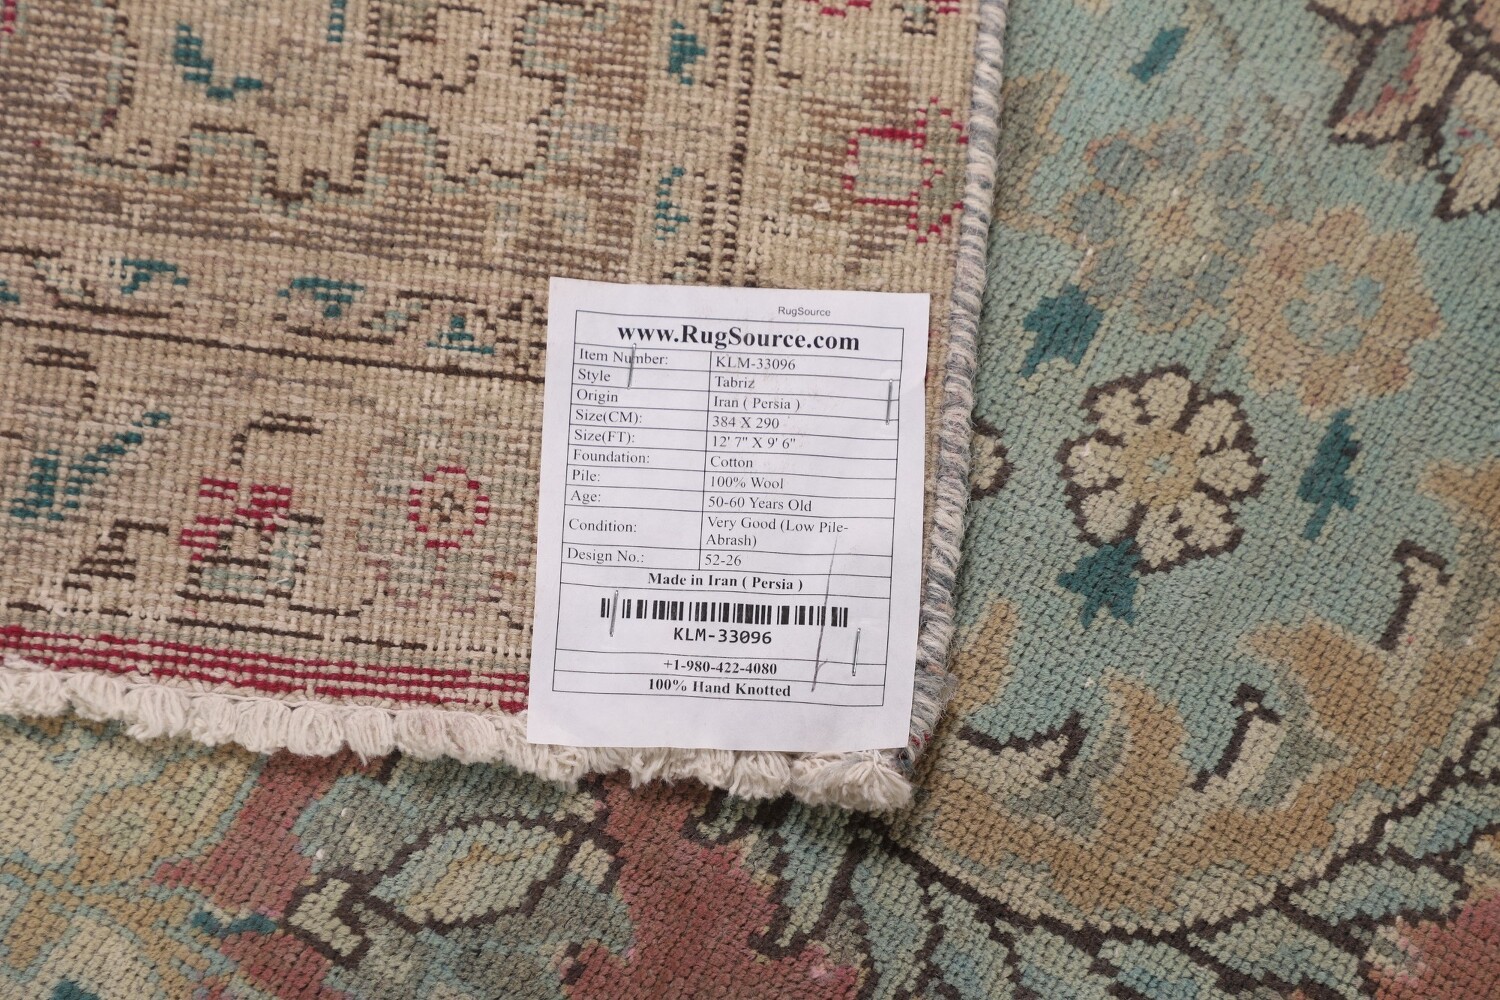 RugSource
www.RugSource.com
Item Number: KLM-33096
Style Tabriz
Origin Iran ( Persia )
Size(CM): 384 X 290
Size(FT): 12' 7" X 9' 6"
Foundation: Cotton
Pile: 100% Wool
Age: 50-60 Years Old
Condition: Very Good (Low Pile-
Abrash)
Design No.: 52-26
Made in Iran ( Persia )
KLM-33096
+1-980-422-4080
100% Hand Knotted